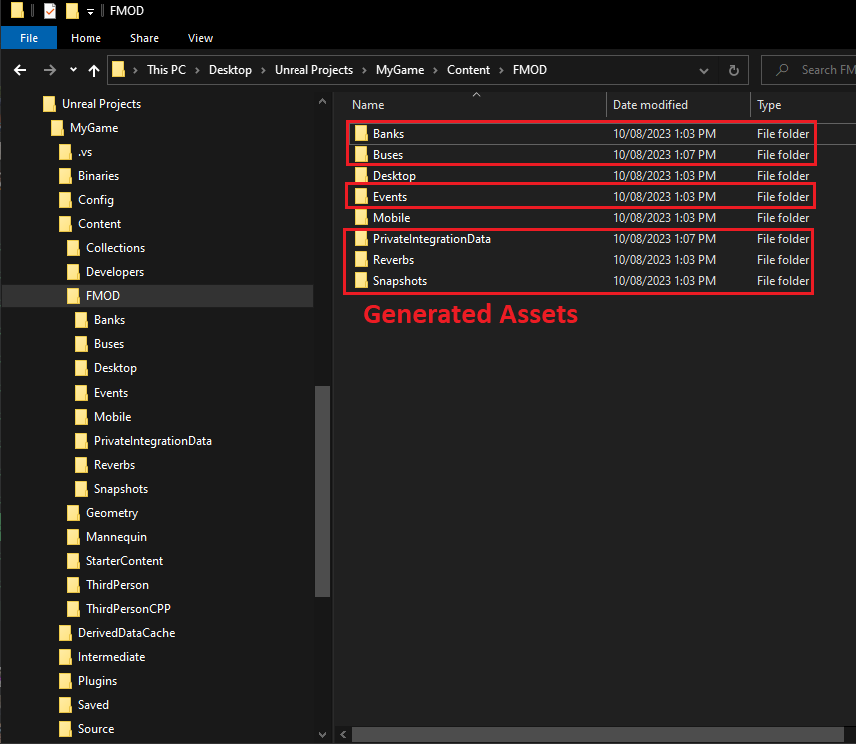 FMOD
File Home Share View
This PC Desktop Unreal Projects MyGame Content FMOD Search FM
Unreal Projects
MyGame
.vs
Binaries
Config
Content
Collections
Developers
FMOD
Banks
Buses
Desktop
Events
Mobile
PrivateIntegrationData
Reverbs
Snapshots
Geometry
Mannequin
StarterContent
ThirdPerson
ThirdPersonCPP
DerivedDataCache
Intermediate
Plugins
Saved
Source
Name Date modified Type
Banks 10/08/2023 1:03 PM File folder
Buses 10/08/2023 1:07 PM File folder
Desktop 10/08/2023 1:03 PM File folder
Events 10/08/2023 1:03 PM File folder
Mobile 10/08/2023 1:03 PM File folder
PrivateIntegrationData 10/08/2023 1:07 PM File folder
Reverbs 10/08/2023 1:03 PM File folder
Snapshots 10/08/2023 1:03 PM File folder
Generated Assets